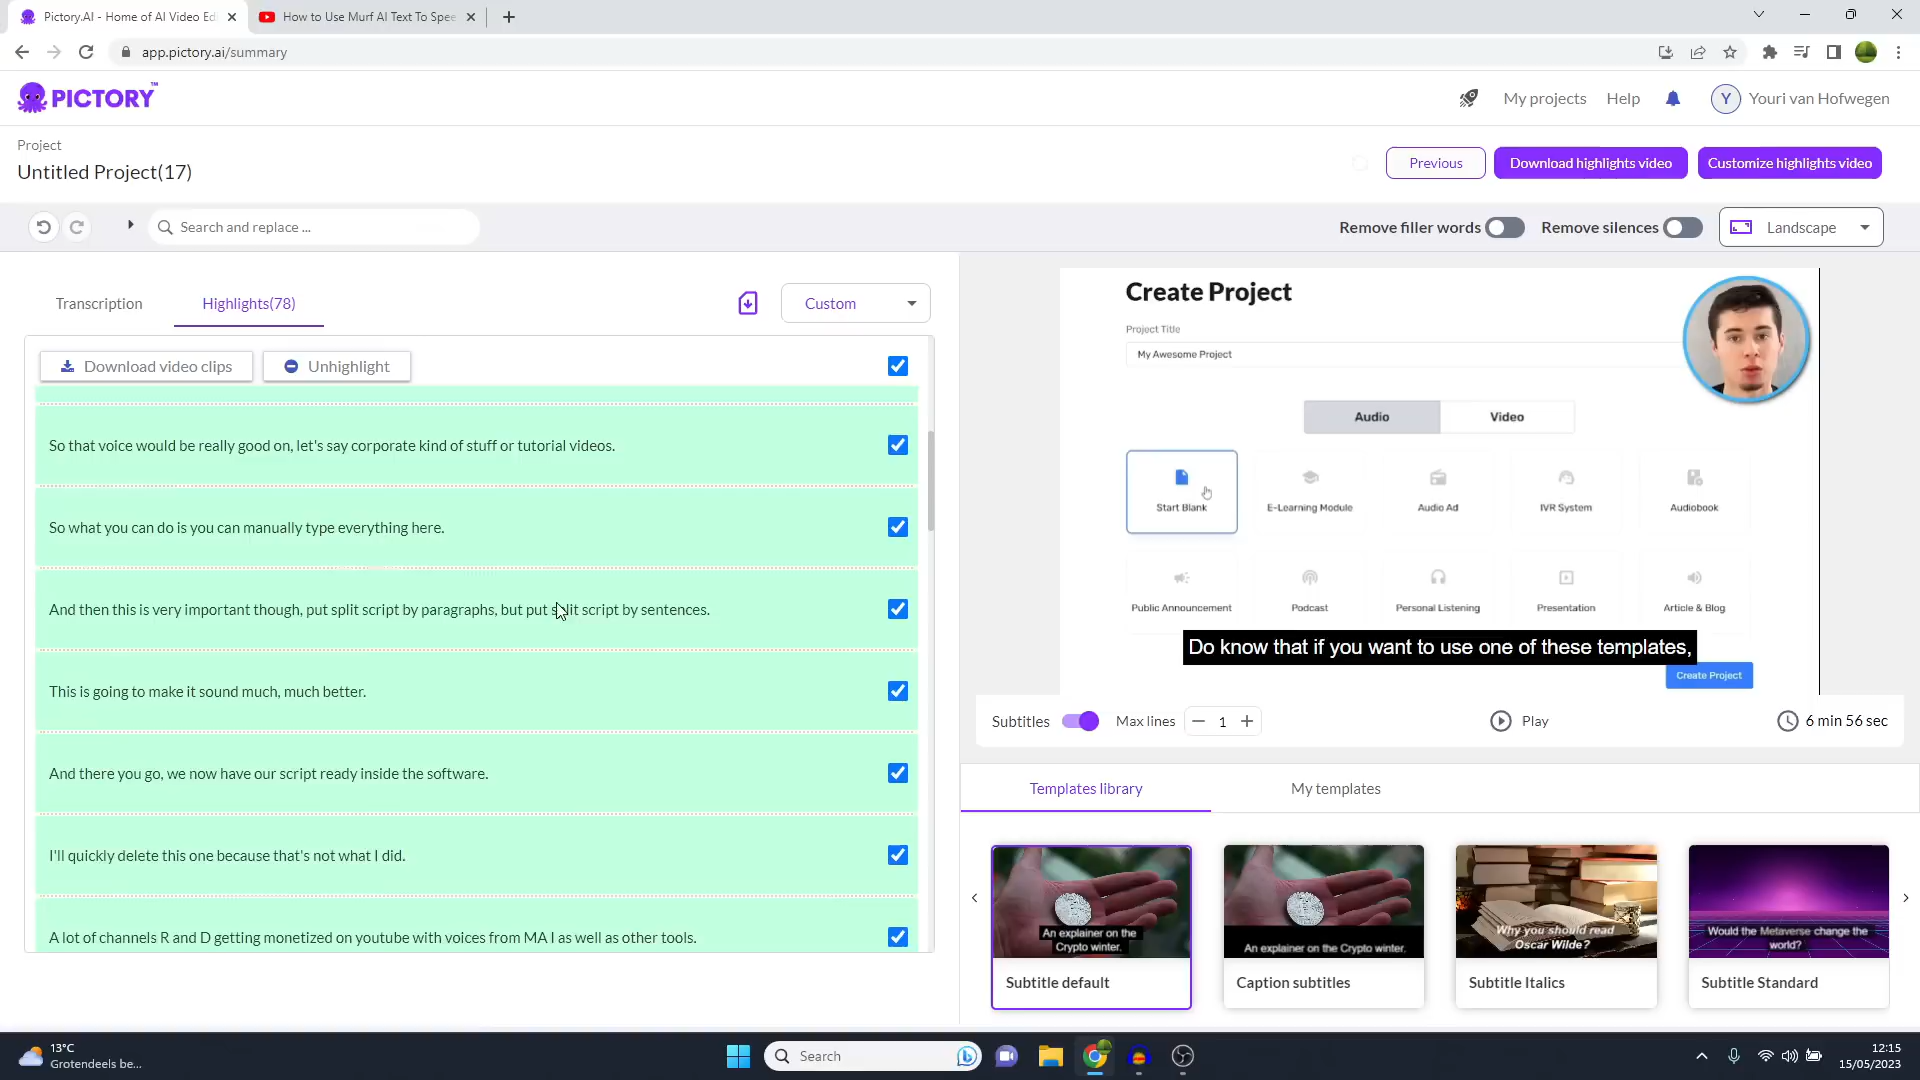 Pictory.AI - Home of AI Video Ed
How to Use Murf AI Text To Spee
app.pictory.ai/summary
PICTORY™
My projects
Help
Y
Youri van Hofwegen
Project
Untitled Project(17)
Previous
Download highlights video
Customize highlights video
Search and replace ...
Remove filler words
Remove silences
Landscape
Transcription
Highlights(78)
Custom
Download video clips
Unhighlight
So that voice would be really good on, let's say corporate kind of stuff or tutorial videos.
So what you can do is you can manually type everything here.
And then this is very important though, put split script by paragraphs, but put split script by sentences.
This is going to make it sound much, much better.
And there you go, we now have our script ready inside the software.
I'll quickly delete this one because that's not what I did.
A lot of channels R and D getting monetized on youtube with voices from MA I as well as other tools.
Create Project
Project Title
My Awesome Project
Audio
Video
Start Blank
E-Learning Module
Audio Ad
IVR System
Audiobook
Public Announcement
Podcast
Personal Listening
Presentation
Article & Blog
Do know that if you want to use one of these templates,
Create Project
Subtitles
Max lines
1
Play
6 min 56 sec
Templates library
My templates
An explainer on the
Crypto winter.
Subtitle default
An explainer on the Crypto winter.
Caption subtitles
Why you should read
Oscar Wilde?
Subtitle Italics
Would the Metaverse change the
world?
Subtitle Standard
13°C
Grotendeels be...
Search
12:15
15/05/2023